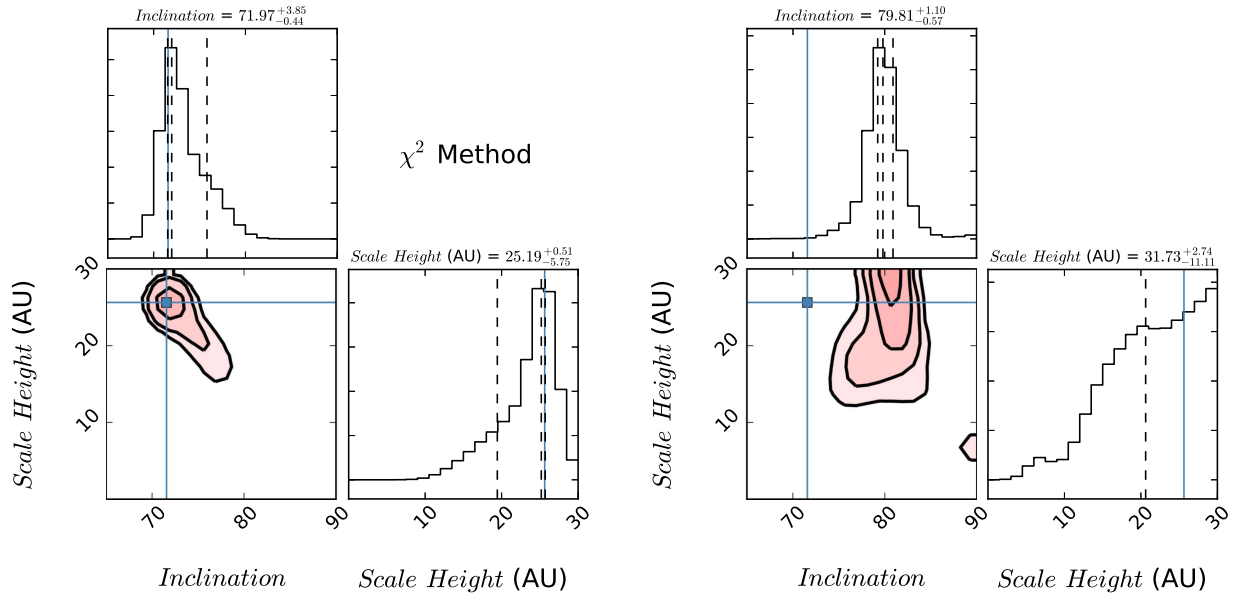 Inclination = 71.97 +3.85 −0.44
Inclination = 79.81 +1.10 −0.57
χ² Method
Scale Height (AU) = 25.19 +0.51 −5.75
Scale Height (AU) = 31.73 +2.74 −11.11
Scale Height (AU)
30
20
10
70
80
90
Inclination
10
20
30
Scale Height (AU)
Scale Height (AU)
30
20
10
70
80
90
Inclination
10
20
30
Scale Height (AU)